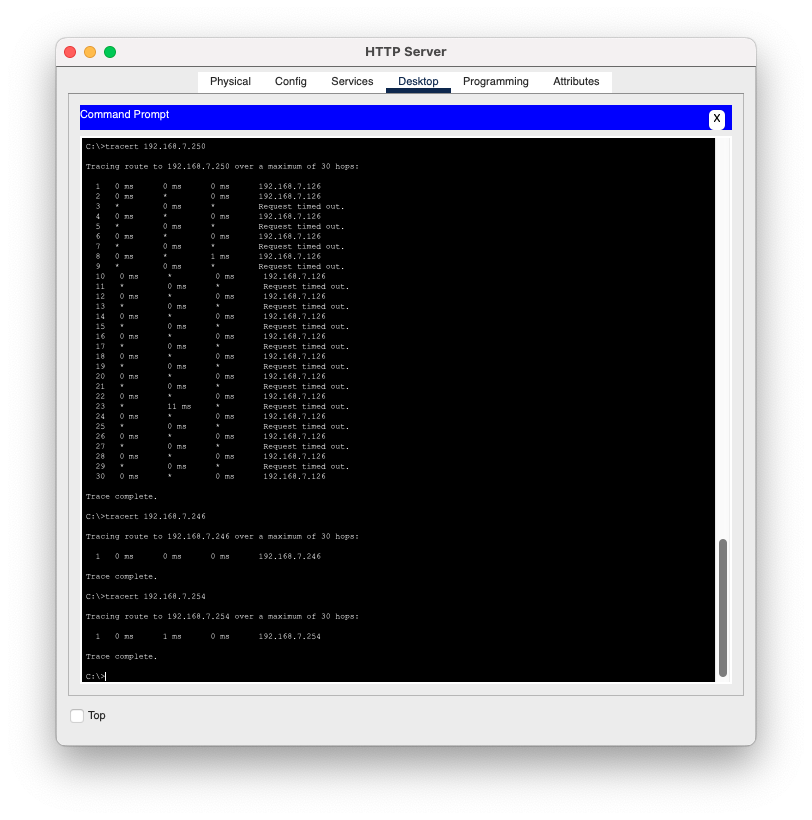 HTTP Server
Physical Config Services Desktop Programming Attributes
Command Prompt
X
C:\>tracert 192.168.7.250
Tracing route to 192.168.7.250 over a maximum of 30 hops:
1 0 ms 0 ms 0 ms 192.168.7.126
2 0 ms * 0 ms 192.168.7.126
3 * 0 ms * Request timed out.
4 0 ms * 0 ms 192.168.7.126
5 * 0 ms * Request timed out.
6 0 ms * 0 ms 192.168.7.126
7 * 0 ms * Request timed out.
8 0 ms * 1 ms 192.168.7.126
9 * 0 ms * Request timed out.
10 0 ms * 0 ms 192.168.7.126
11 * 0 ms * Request timed out.
12 0 ms * 0 ms 192.168.7.126
13 * 0 ms * Request timed out.
14 0 ms * 0 ms 192.168.7.126
15 * 0 ms * Request timed out.
16 0 ms * 0 ms 192.168.7.126
17 * 0 ms * Request timed out.
18 0 ms * 0 ms 192.168.7.126
19 * 0 ms * Request timed out.
20 0 ms * 0 ms 192.168.7.126
21 * 0 ms * Request timed out.
22 0 ms * 0 ms 192.168.7.126
23 * 11 ms * Request timed out.
24 0 ms * 0 ms 192.168.7.126
25 * 0 ms * Request timed out.
26 0 ms * 0 ms 192.168.7.126
27 * 0 ms * Request timed out.
28 0 ms * 0 ms 192.168.7.126
29 * 0 ms * Request timed out.
30 0 ms * 0 ms 192.168.7.126
Trace complete.
C:\>tracert 192.168.7.246
Tracing route to 192.168.7.246 over a maximum of 30 hops:
1 0 ms 0 ms 0 ms 192.168.7.246
Trace complete.
C:\>tracert 192.168.7.254
Tracing route to 192.168.7.254 over a maximum of 30 hops:
1 0 ms 1 ms 0 ms 192.168.7.254
Trace complete.
C:\>
Top